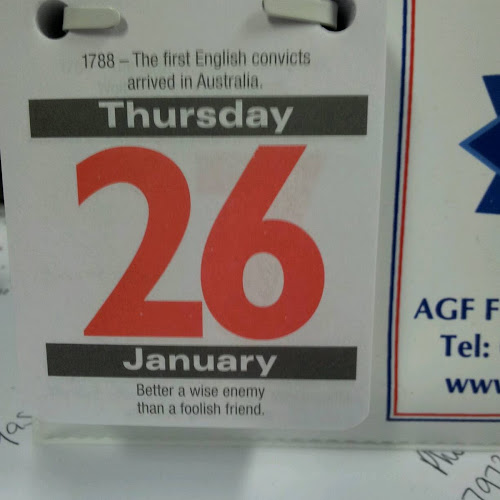 1788 – The first English convicts
arrived in Australia.
Thursday
26
January
Better a wise enemy
than a foolish friend.
AGF F
Tel:
www